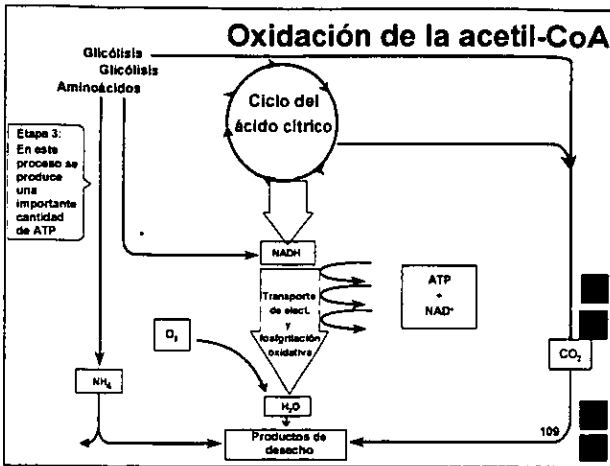 Oxidación de la acetil-CoA
Glicólisis
Glicólisis
Aminoácidos
Ciclo del
ácido cítrico
Etapa 3:
En este
proceso se
produce
una
importante
cantidad
de ATP
NADH
Transporte
de elect.
y
fosforilación
oxidativa
ATP
+
NAD⁺
O₂
CO₂
NH₄
H₂O
Productos de
desecho
109